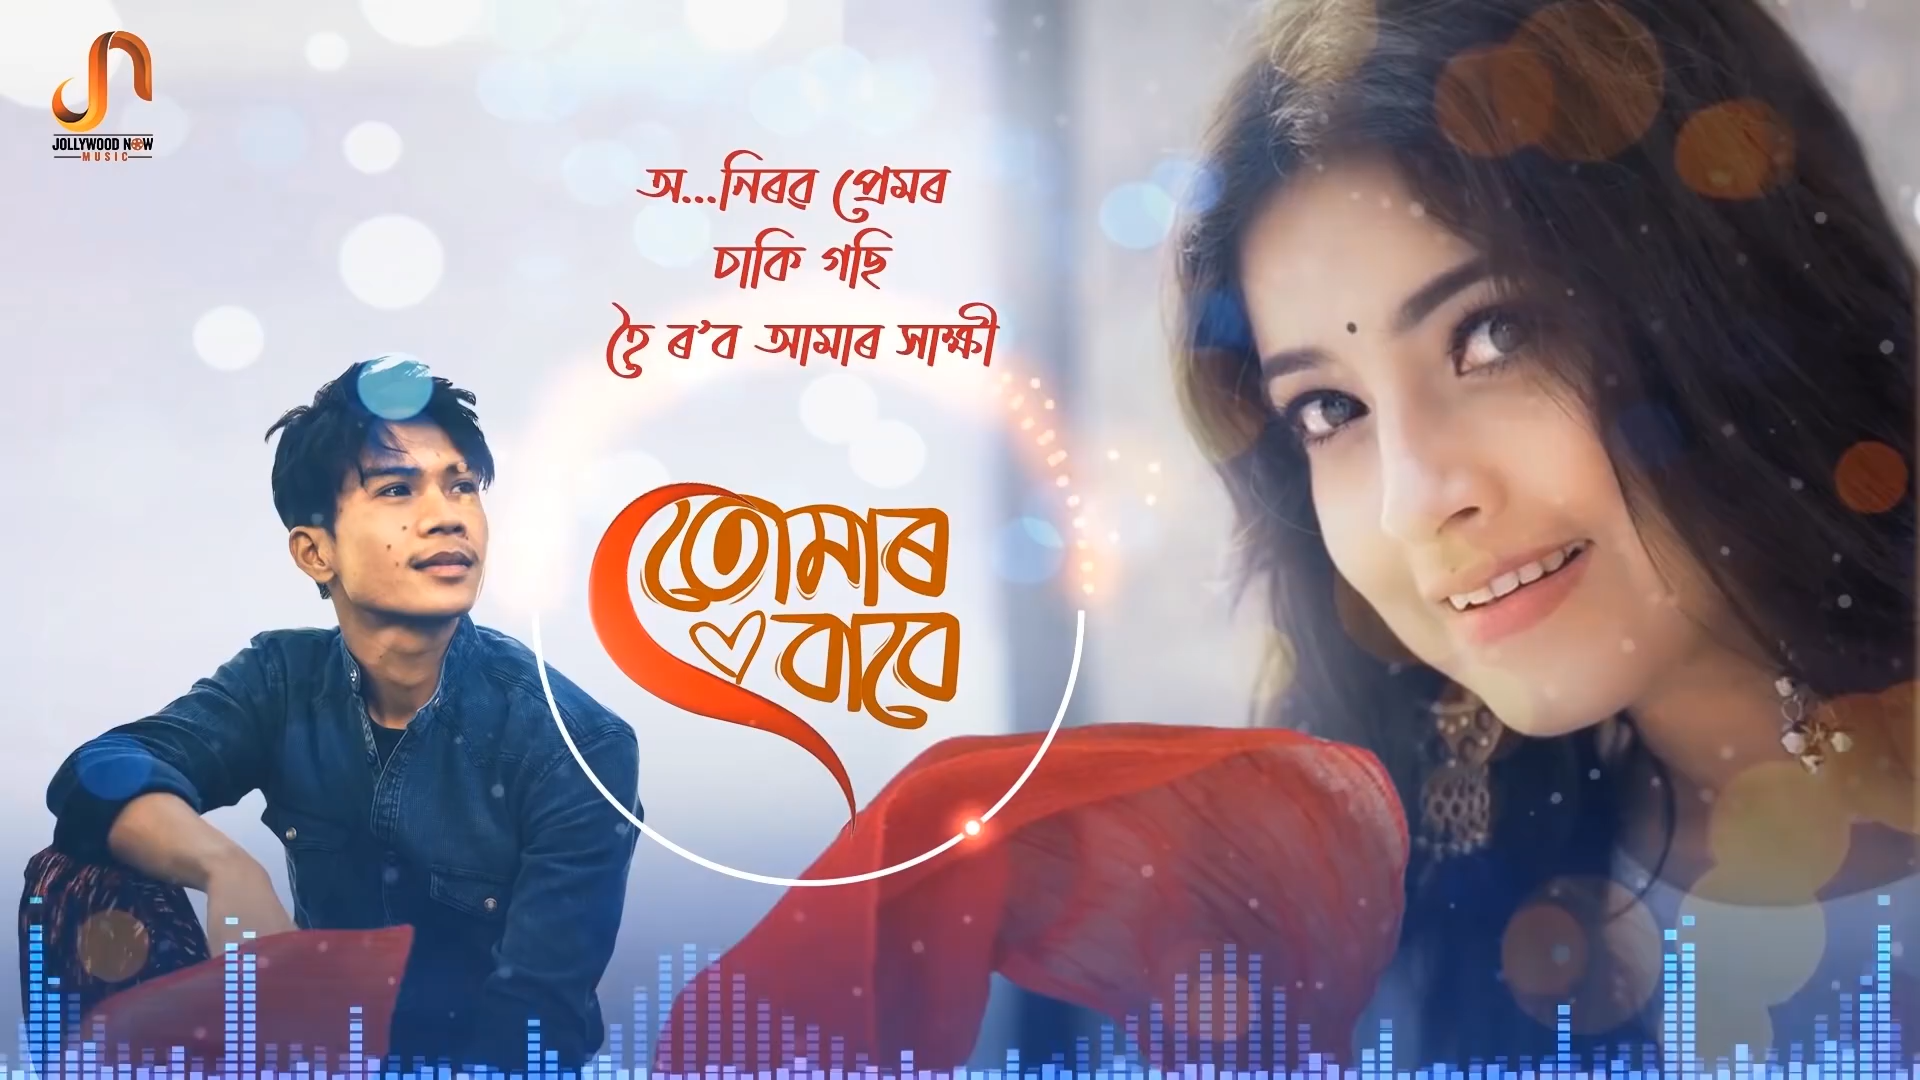 JOLLYWOOD NOW
MUSIC
অ...নিৰৱ প্ৰেমৰ
চাকি গছি
হৈ ৰ'ব আমাৰ সাক্ষী
তোমাৰ
বাবে